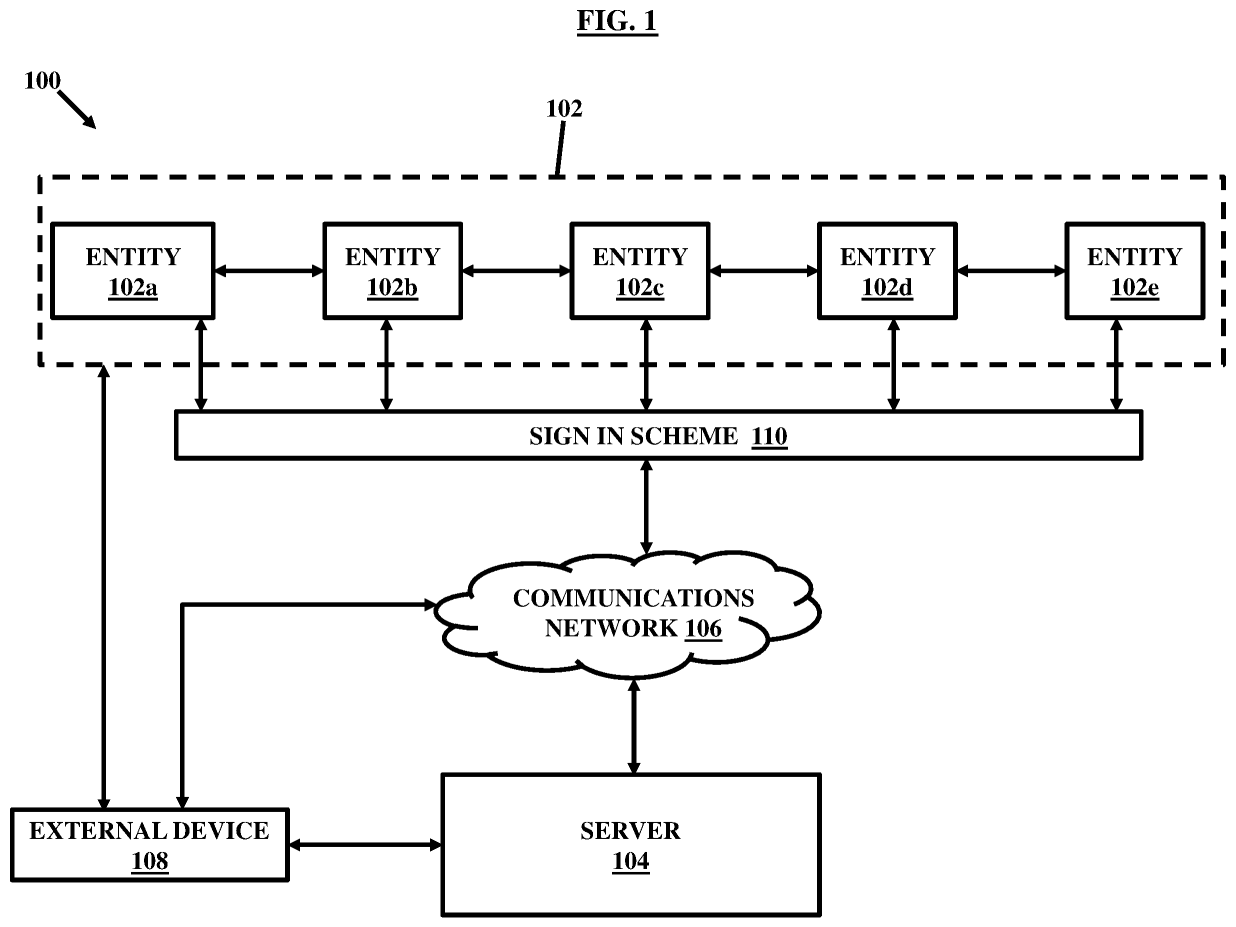 FIG. 1
100
102
ENTITY
102a
ENTITY
102b
ENTITY
102c
ENTITY
102d
ENTITY
102e
SIGN IN SCHEME 110
COMMUNICATIONS
NETWORK 106
EXTERNAL DEVICE
108
SERVER
104